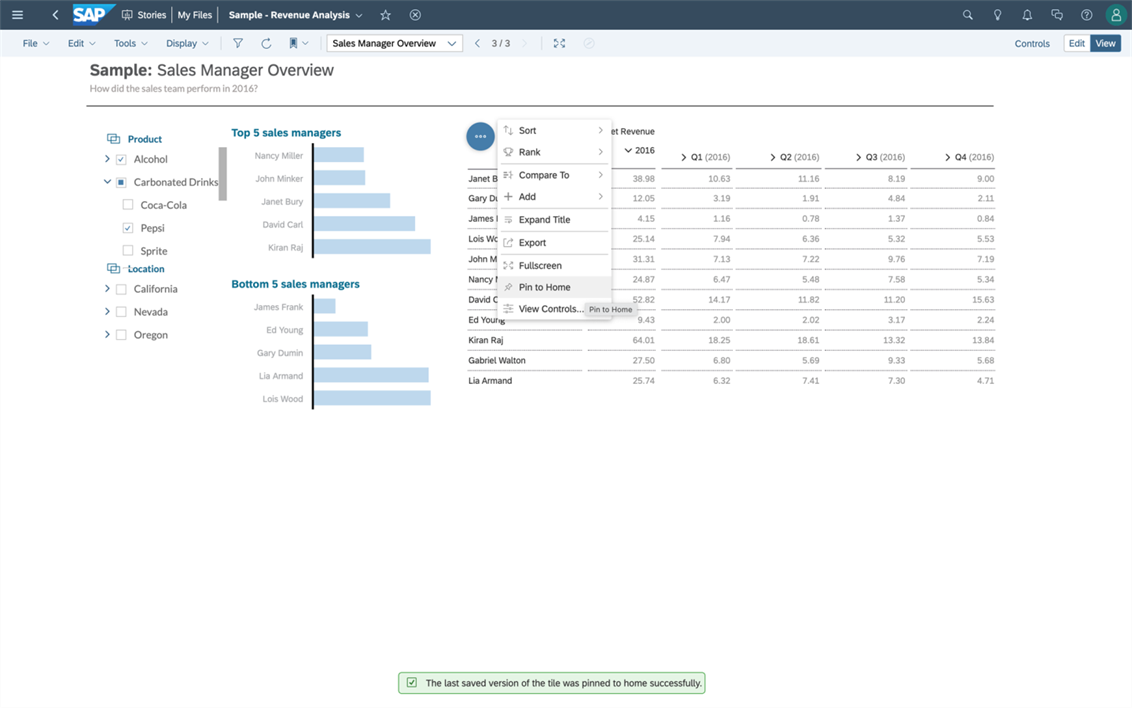 SAP Stories My Files Sample - Revenue Analysis
File Edit Tools Display Sales Manager Overview 3 / 3 Controls Edit View
Sample: Sales Manager Overview
How did the sales team perform in 2016?
Product
Alcohol
Carbonated Drinks
Coca-Cola
Pepsi
Sprite
Location
California
Nevada
Oregon
Top 5 sales managers
Nancy Miller
John Minker
Janet Bury
David Carl
Kiran Raj
Bottom 5 sales managers
James Frank
Ed Young
Gary Dumin
Lia Armand
Lois Wood
Sort
Rank
Compare To
Add
Expand Title
Export
Fullscreen
Pin to Home
View Controls...
Pin to Home
et Revenue
2016 Q1 (2016) Q2 (2016) Q3 (2016) Q4 (2016)
Janet B 38.98 10.63 11.16 8.19 9.00
Gary Du 12.05 3.19 1.91 4.84 2.11
James 4.15 1.16 0.78 1.37 0.84
Lois Wo 25.14 7.94 6.36 5.32 5.53
John M 31.31 7.13 7.22 9.76 7.19
Nancy 24.87 6.47 5.48 7.58 5.34
David C 52.82 14.17 11.82 11.20 15.63
Ed Young 9.43 2.00 2.02 3.17 2.24
Kiran Raj 64.01 18.25 18.61 13.32 13.84
Gabriel Walton 27.50 6.80 5.69 9.33 5.68
Lia Armand 25.74 6.32 7.41 7.30 4.71
The last saved version of the tile was pinned to home successfully.